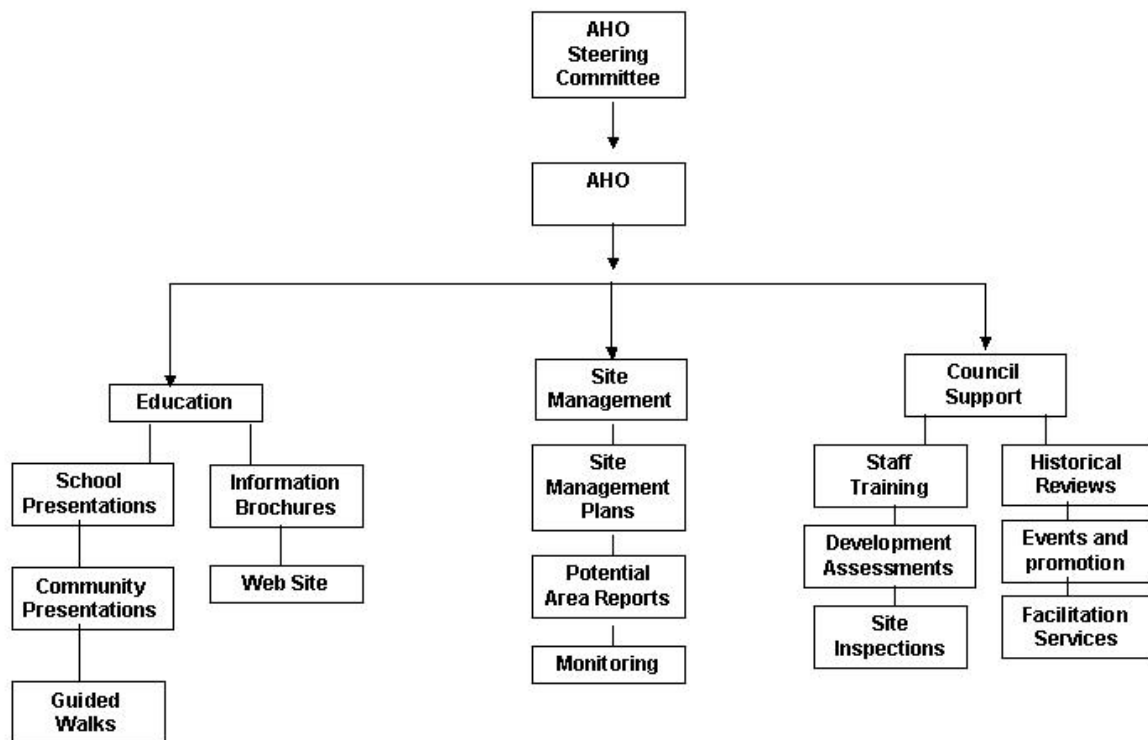 AHO
Steering
Committee
AHO
Education
School
Presentations
Community
Presentations
Guided
Walks
Information
Brochures
Web Site
Site
Management
Site
Management
Plans
Potential
Area Reports
Monitoring
Council
Support
Staff
Training
Development
Assessments
Site
Inspections
Historical
Reviews
Events and
promotion
Facilitation
Services